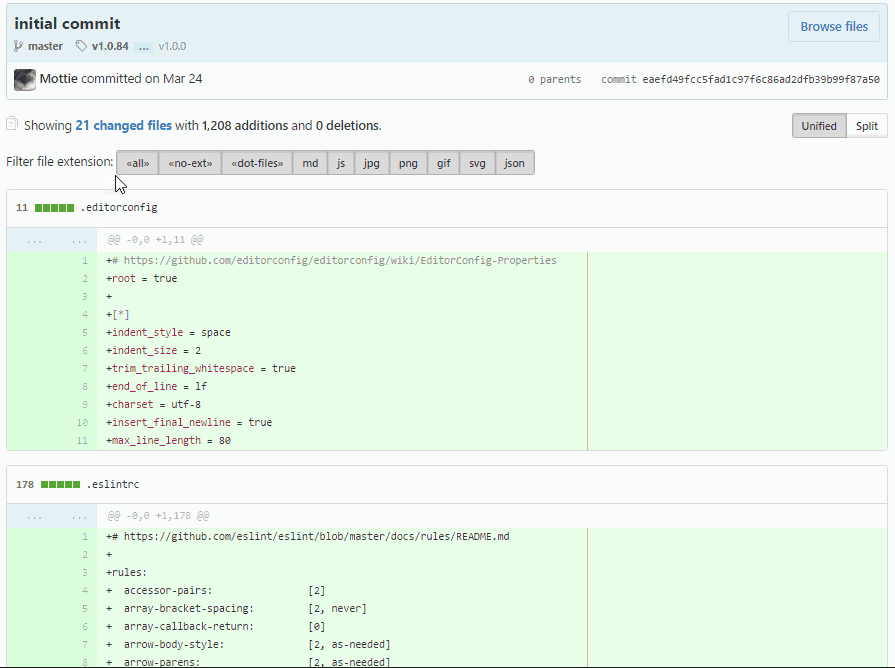 initial commit
Browse files
master v1.0.84 ... v1.0.0
Mottie committed on Mar 24 0 parents commit eaefd49fcc5fad1c97f6c86ad2dfb39b99f87a50
Showing 21 changed files with 1,208 additions and 0 deletions. Unified Split
Filter file extension: «all» «no-ext» «dot-files» md js jpg png gif svg json
11 .editorconfig
... ... @@ -0,0 +1,11 @@
1 +# https://github.com/editorconfig/editorconfig/wiki/EditorConfig-Properties
2 +root = true
3 +
4 +[*]
5 +indent_style = space
6 +indent_size = 2
7 +trim_trailing_whitespace = true
8 +end_of_line = lf
9 +charset = utf-8
10 +insert_final_newline = true
11 +max_line_length = 80
178 .eslintrc
... ... @@ -0,0 +1,178 @@
1 +# https://github.com/eslint/eslint/blob/master/docs/rules/README.md
2 +
3 +rules:
4 + accessor-pairs: [2]
5 + array-bracket-spacing: [2, never]
6 + array-callback-return: [0]
7 + arrow-body-style: [2, as-needed]
8 + arrow-parens: [2, as-needed]